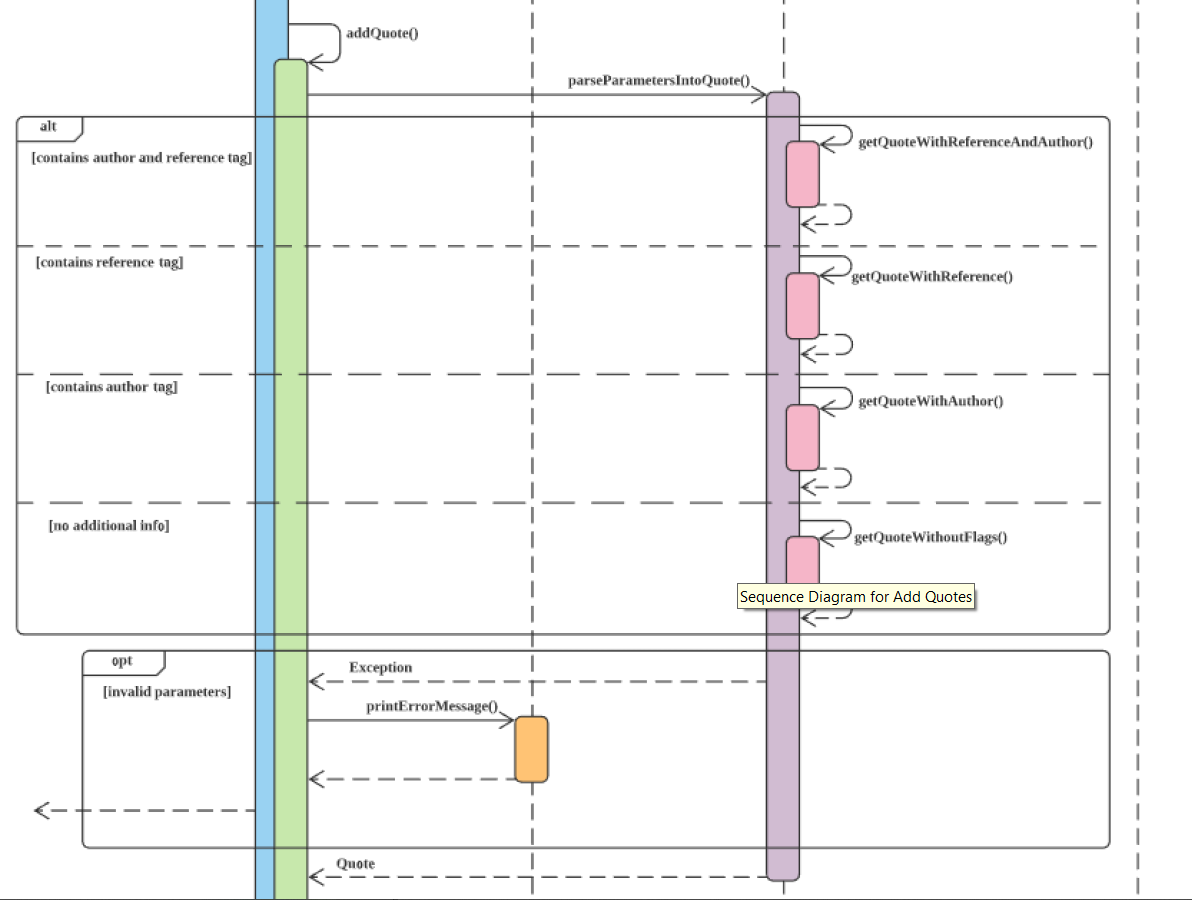 addQuote()
parseParametersIntoQuote()
alt
[contains author and reference tag]
getQuoteWithReferenceAndAuthor()
[contains reference tag]
getQuoteWithReference()
[contains author tag]
getQuoteWithAuthor()
[no additional info]
getQuoteWithoutFlags()
Sequence Diagram for Add Quotes
opt
Exception
[invalid parameters]
printErrorMessage()
Quote